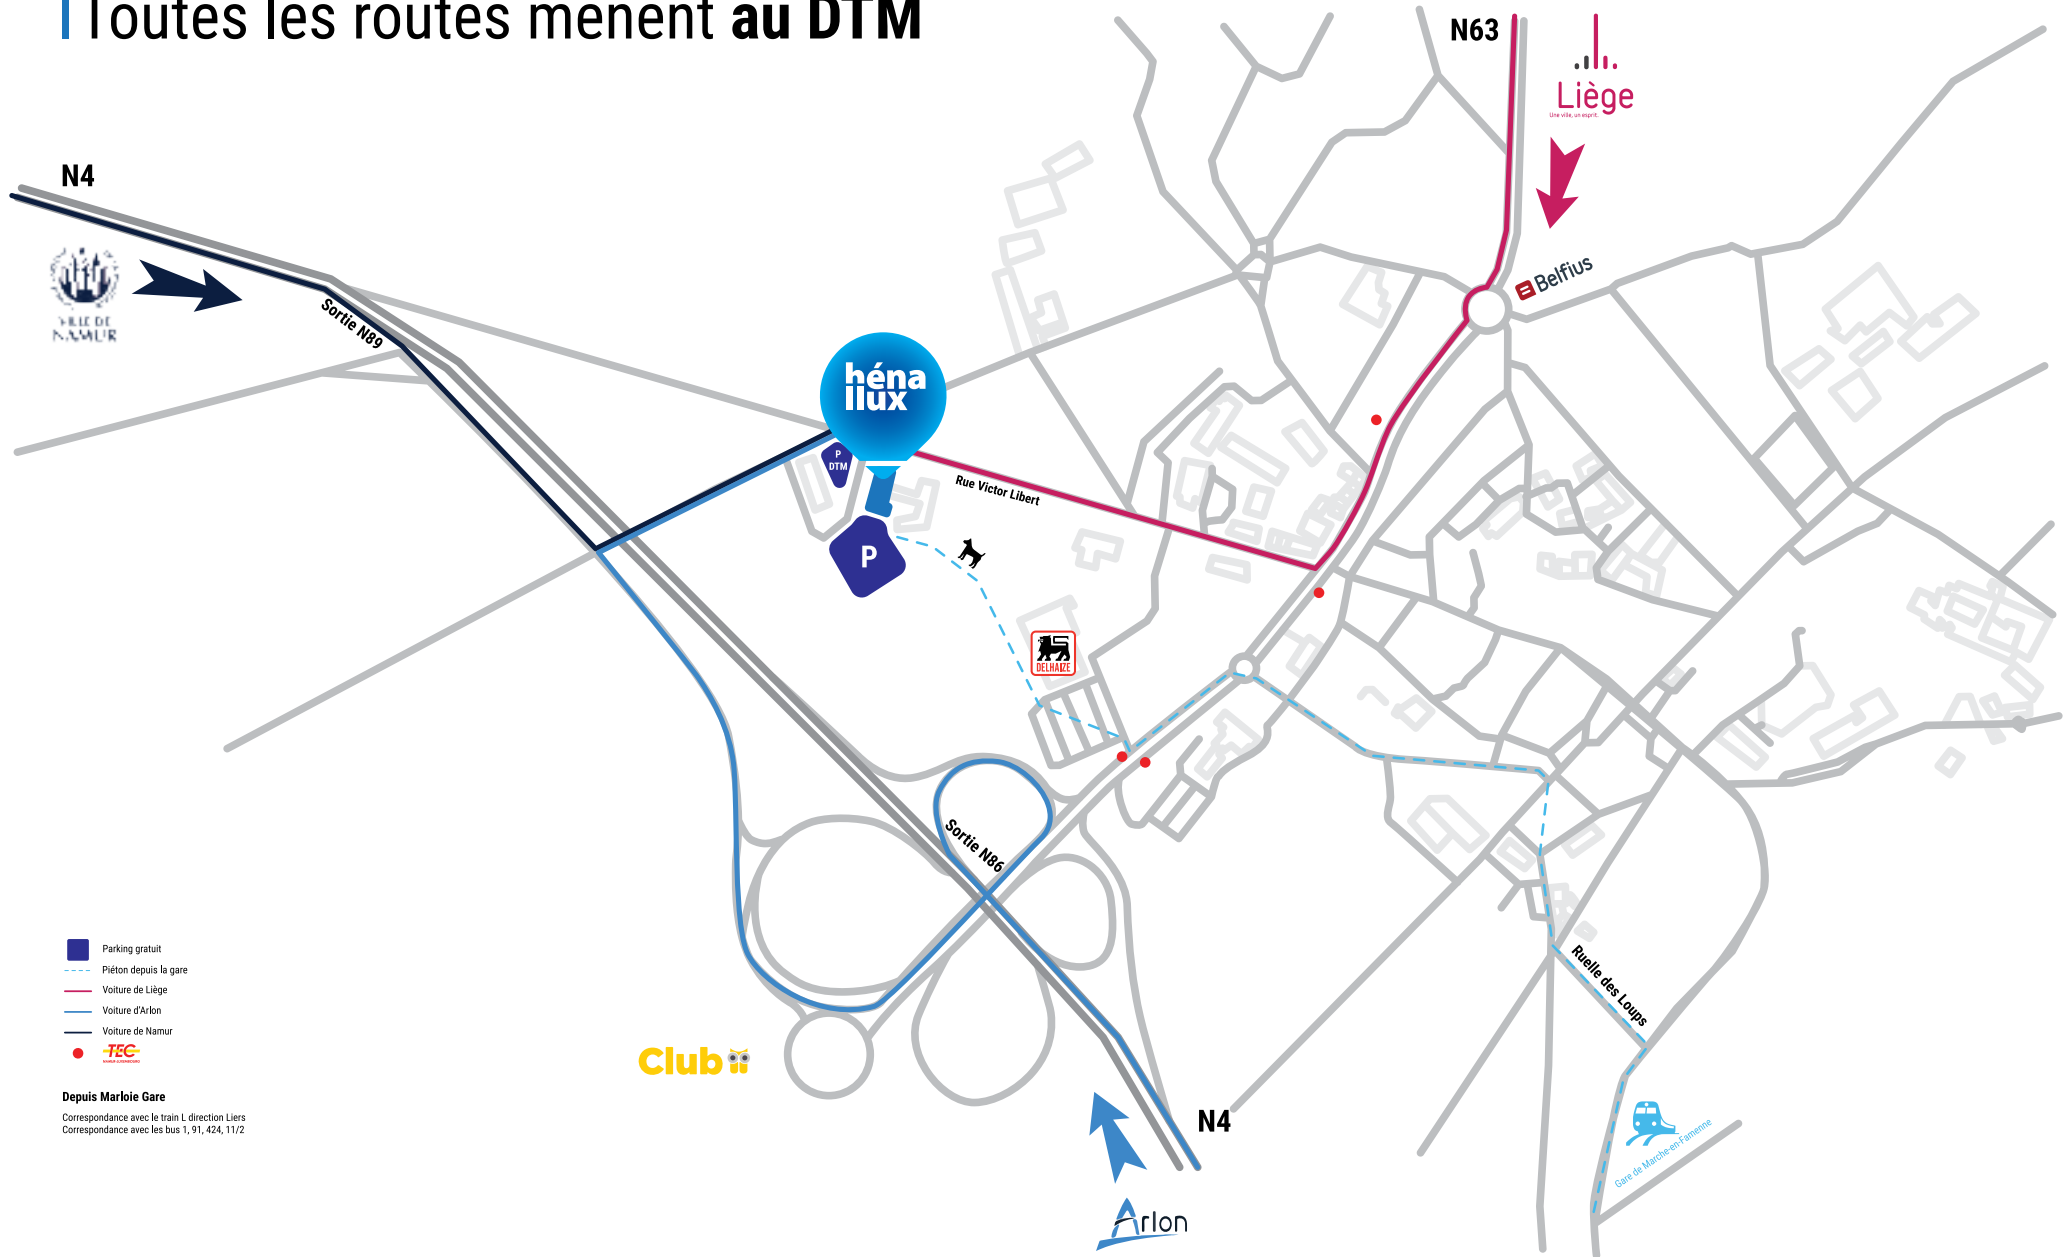 Toutes les routes mènent au DTM
N63
Liège
Une ville, un esprit.
N4
VILLE DE
NAMUR
Sortie N89
Belfius
héna
llux
P
DTM
Rue Victor Libert
P
DELHAIZE
Sortie N86
Parking gratuit
Piéton depuis la gare
Voiture de Liège
Voiture d'Arlon
Voiture de Namur
TEC
NAMUR-LUXEMBOURG
Depuis Marloie Gare
Correspondance avec le train L direction Liers
Correspondance avec les bus 1, 91, 424, 11/2
Club
N4
Arlon
Ruelle des Loups
Gare de Marche-en-Famenne